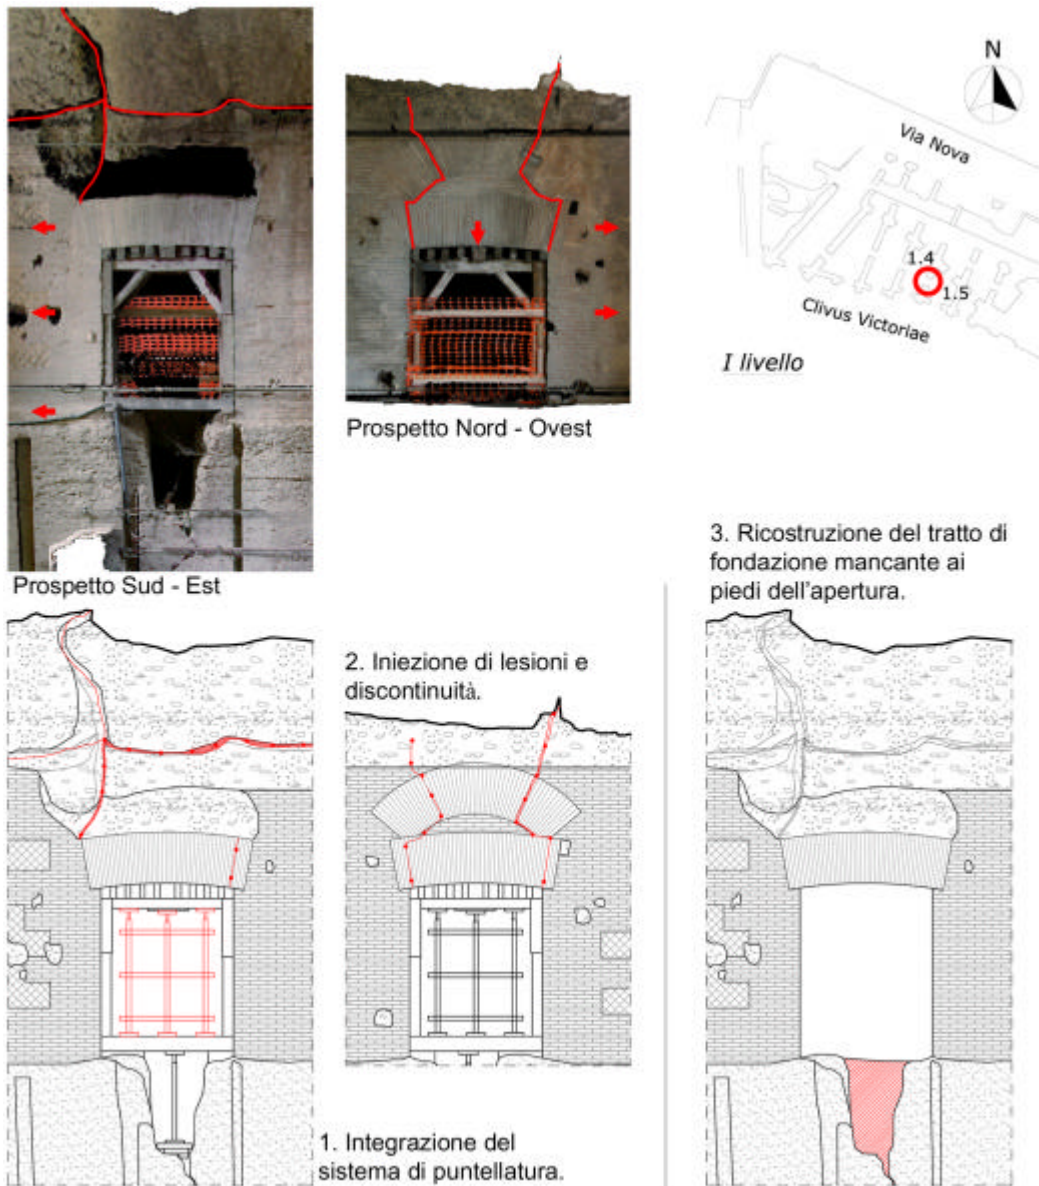 N
Via Nova
1.4
1.5
Clivus Victoriae
I livello
Prospetto Nord - Ovest
Prospetto Sud - Est
2. Iniezione di lesioni e
discontinuità.
3. Ricostruzione del tratto di
fondazione mancante ai
piedi dell'apertura.
1. Integrazione del
sistema di puntellatura.